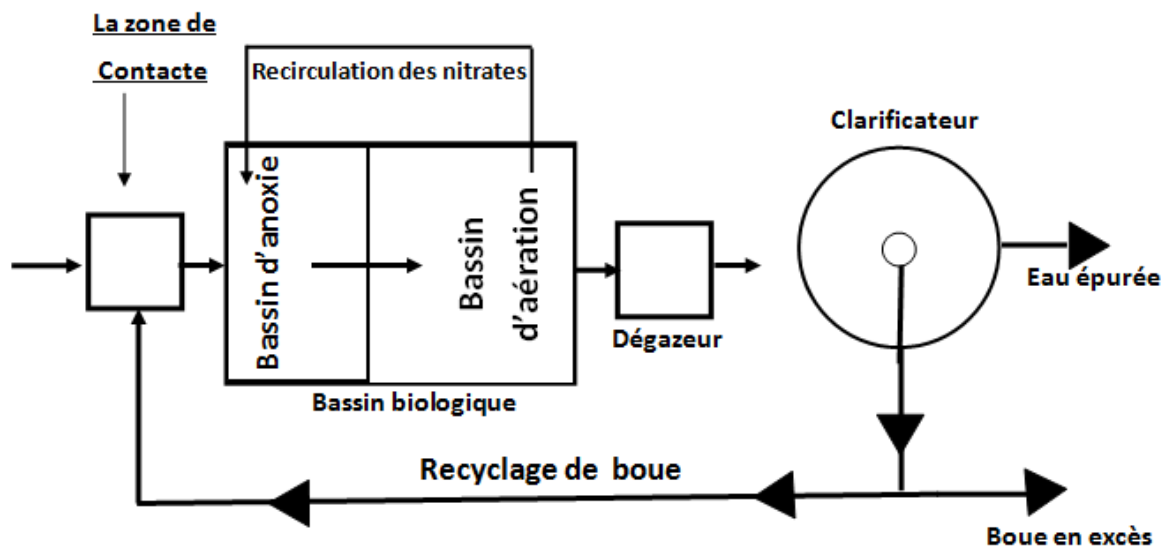 La zone de
Contacte
Recirculation des nitrates
Clarificateur
Bassin d'anoxie
Bassin
d'aération
Eau épurée
Dégazeur
Bassin biologique
Recyclage de boue
Boue en excès